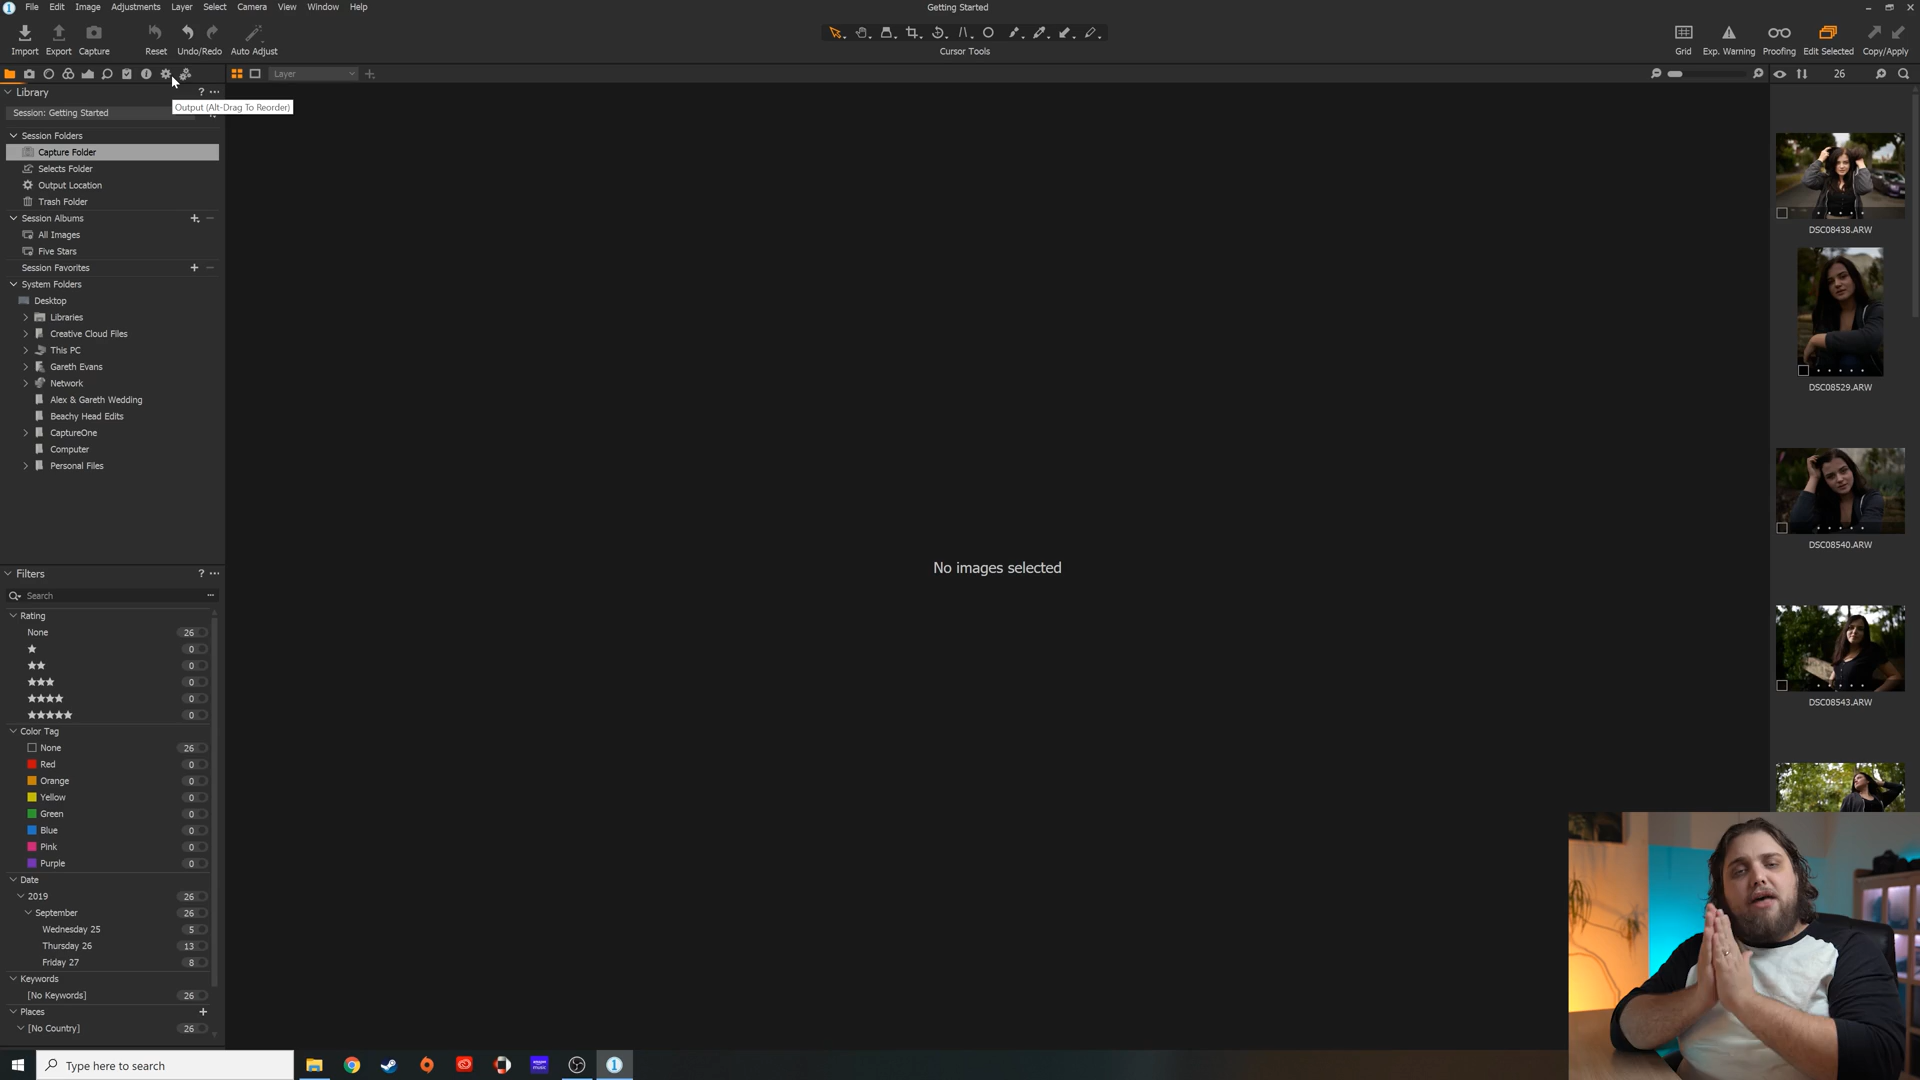 File Edit Image Adjustments Layer Select Camera View Window Help
Getting Started
Import Export Capture Reset Undo/Redo Auto Adjust
Cursor Tools
Grid Exp. Warning Proofing Edit Selected Copy/Apply
Layer
26
Library
Output (Alt-Drag To Reorder)
Session: Getting Started
Session Folders
Capture Folder
Selects Folder
Output Location
Trash Folder
Session Albums
All Images
Five Stars
Session Favorites
System Folders
Desktop
Libraries
Creative Cloud Files
This PC
Gareth Evans
Network
Alex & Gareth Wedding
Beachy Head Edits
CaptureOne
Computer
Personal Files
No images selected
DSC08438.ARW
DSC08529.ARW
DSC08540.ARW
DSC08543.ARW
Filters
Search
Rating
None 26
★ 0
★★ 0
★★★ 0
★★★★ 0
★★★★★ 0
Color Tag
None 26
Red 0
Orange 0
Yellow 0
Green 0
Blue 0
Pink 0
Purple 0
Date
2019 26
September 26
Wednesday 25 5
Thursday 26 13
Friday 27 8
Keywords
[No Keywords] 26
Places
[No Country] 26
Type here to search
amazon music